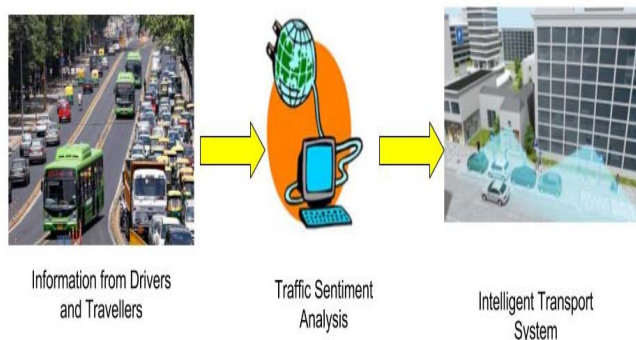 Information from Drivers
and Travellers
Traffic Sentiment
Analysis
Intelligent Transport
System